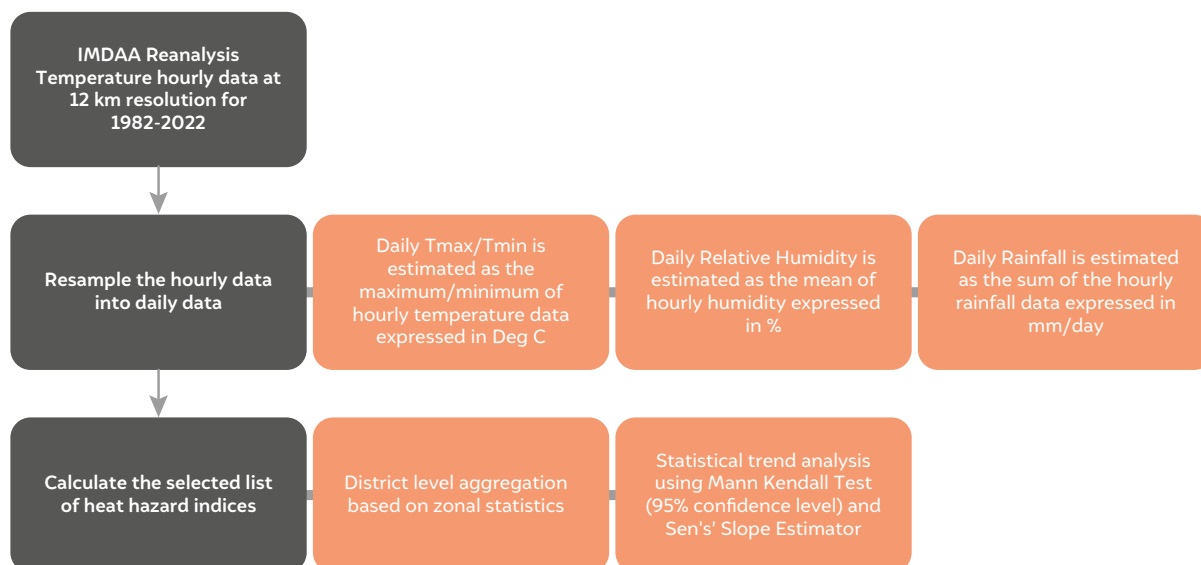 IMDAA Reanalysis
Temperature hourly data at
12 km resolution for
1982-2022
Resample the hourly data
into daily data
Daily Tmax/Tmin is
estimated as the
maximum/minimum of
hourly temperature data
expressed in Deg C
Daily Relative Humidity is
estimated as the mean of
hourly humidity expressed
in %
Daily Rainfall is estimated
as the sum of the hourly
rainfall data expressed in
mm/day
Calculate the selected list
of heat hazard indices
District level aggregation
based on zonal statistics
Statistical trend analysis
using Mann Kendall Test
(95% confidence level) and
Sen's' Slope Estimator